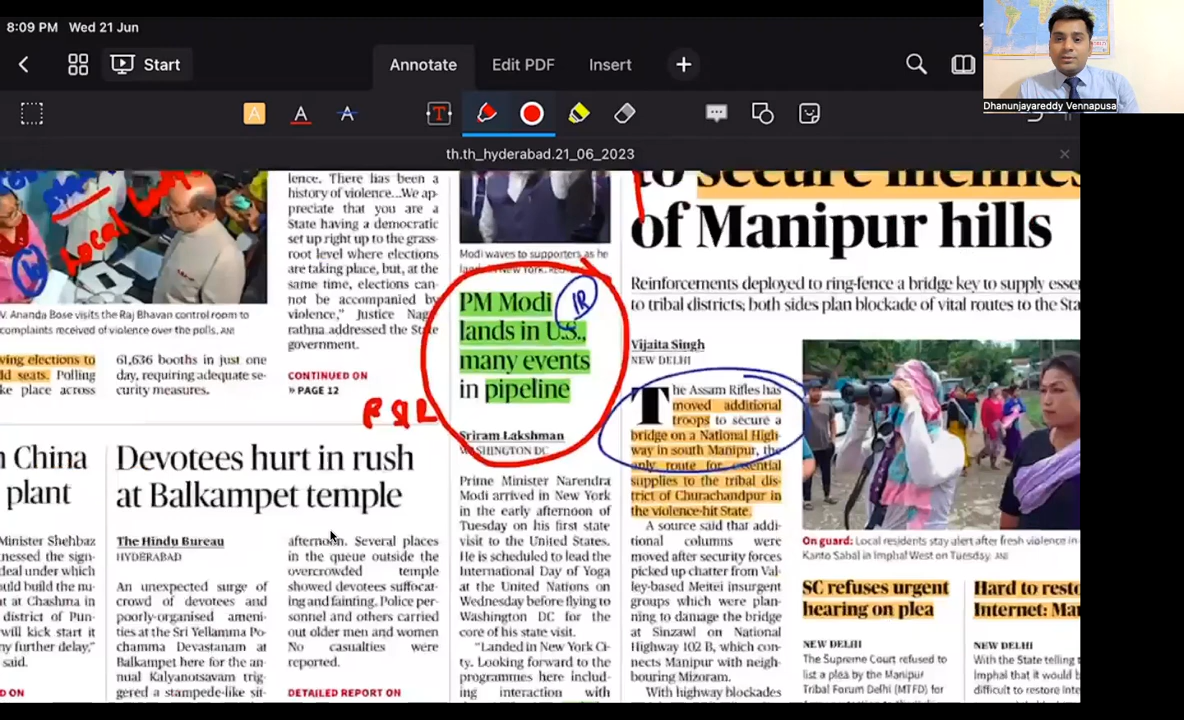 8:09 PM Wed 21 Jun
Start
Annotate
Edit PDF
Insert
Dhanunjayareddy Vennapusa
A
A
A
T
th.th_hyderabad.21_06_2023
local
V. Ananda Bose visits the Raj Bhavan control room to
complaints received of violence over the polls. ANI
ving elections to
ld seats. Polling
ke place across
61,636 booths in just one
day, requiring adequate se-
curity measures.
lence. There has been a
history of violence...We ap-
preciate that you are a
State having a democratic
set up right up to the grass-
root level where elections
are taking place, but, at the
same time, elections can-
not be accompanied by
violence,” Justice Nag
rathna addressed the State
government.
CONTINUED ON
» PAGE 12
n China
plant
Minister Shehbaz
nessed the sign-
deal under which
uld build the nu-
t at Chashma in
district of Pun-
will kick start it
ny further delay,”
said.
D ON
Devotees hurt in rush
at Balkampet temple
The Hindu Bureau
HYDERABAD
An unexpected surge of
crowd of devotees and
poorly-organised ameni-
ties at the Sri Yellamma Po-
chamma Devastanam at
Balkampet here for the an-
nual Kalyanotsavam trig-
gered a stampede-like sit-
afternoon. Several places
in the queue outside the
overcrowded temple
showed devotees suffocat-
ing and fainting. Police per-
sonnel and others carried
out older men and women
No casualties were
reported.
DETAILED REPORT ON
Modi waves to supporters as he
lands in New York.
PM Modi
lands in U.S.,
many events
in pipeline
IR
Sriram Lakshman
WASHINGTON DC
Prime Minister Narendra
Modi arrived in New York
in the early afternoon of
Tuesday on his first state
visit to the United States.
He is scheduled to lead the
International Day of Yoga
at the United Nations on
Wednesday before flying to
Washington DC for the
core of his state visit.
“Landed in New York Ci-
ty. Looking forward to the
programmes here includ-
ing interaction with
to secure
of Manipur hills
Reinforcements deployed to ring-fence a bridge key to supply esse
to tribal districts; both sides plan blockade of vital routes to the Sta
Vijaita Singh
NEW DELHI
The Assam Rifles has
moved additional
troops to secure a
bridge on a National High-
way in south Manipur, the
only route for essential
supplies to the tribal dis-
trict of Churachandpur in
the violence-hit State.
A source said that addi-
tional columns were
moved after security forces
picked up chatter from Val-
ley-based Meitei insurgent
groups which were plan-
ning to damage the bridge
at Sinzawl on National
Highway 102 B, which con-
nects Manipur with neigh-
bouring Mizoram.
With highway blockades
On guard: Local residents stay alert after fresh violence in
Kanto Sabal in Imphal West on Tuesday. ANI
SC refuses urgent
hearing on plea
NEW DELHI
The Supreme Court refused to
list a plea by the Manipur
Tribal Forum Delhi (MTFD) for
Hard to resto
Internet: Ma
NEW DELHI
With the State telling t
Imphal that it would b
difficult to restore Inte